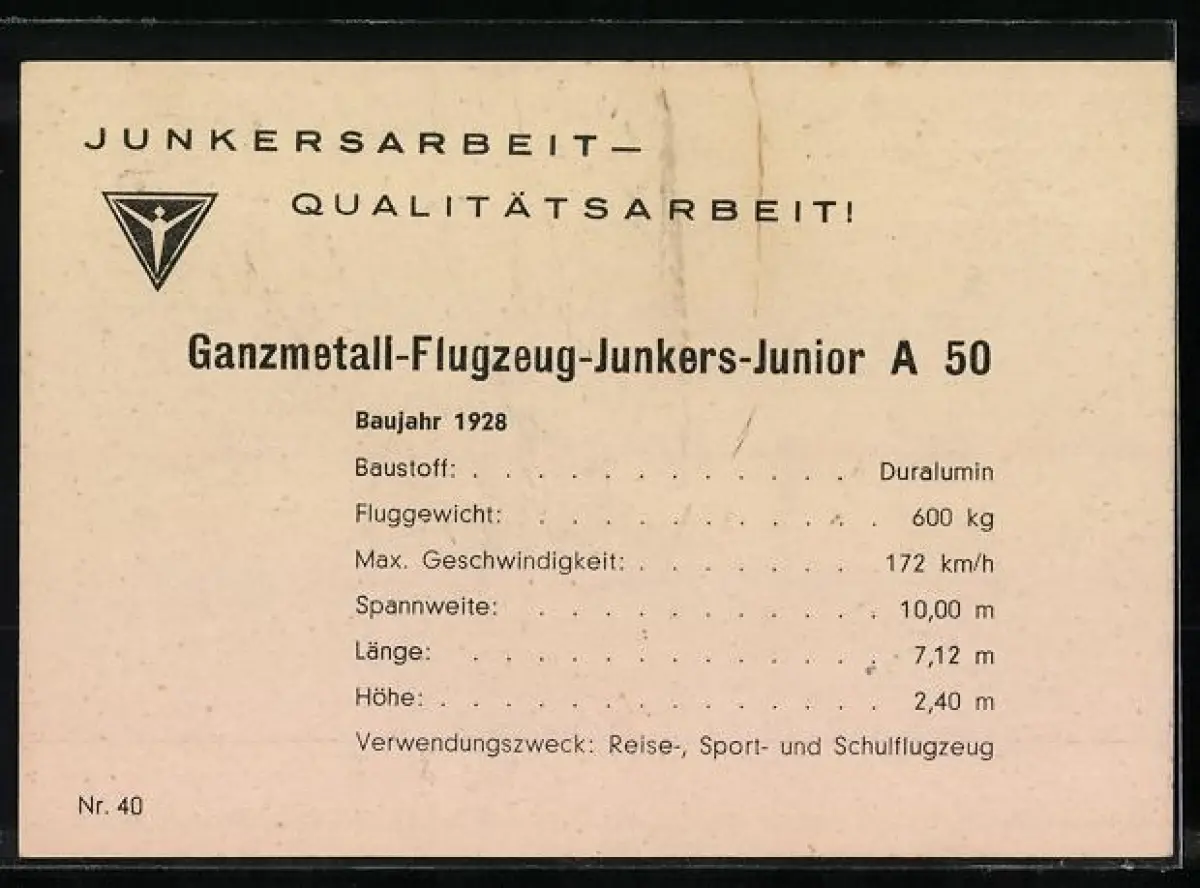 JUNKERSARBEIT—
QUALITÄTSARBEIT!
Ganzmetall-Flugzeug-Junkers-Junior A 50
Baujahr 1928
Baustoff: . . . . . . . . . . . . Duralumin
Fluggewicht: . . . . . . . . . . . 600 kg
Max. Geschwindigkeit: . . . . . . . 172 km/h
Spannweite: . . . . . . . . . . . 10,00 m
Länge: . . . . . . . . . . . . . 7,12 m
Höhe: . . . . . . . . . . . . . . 2,40 m
Verwendungszweck: Reise-, Sport- und Schulflugzeug
Nr. 40